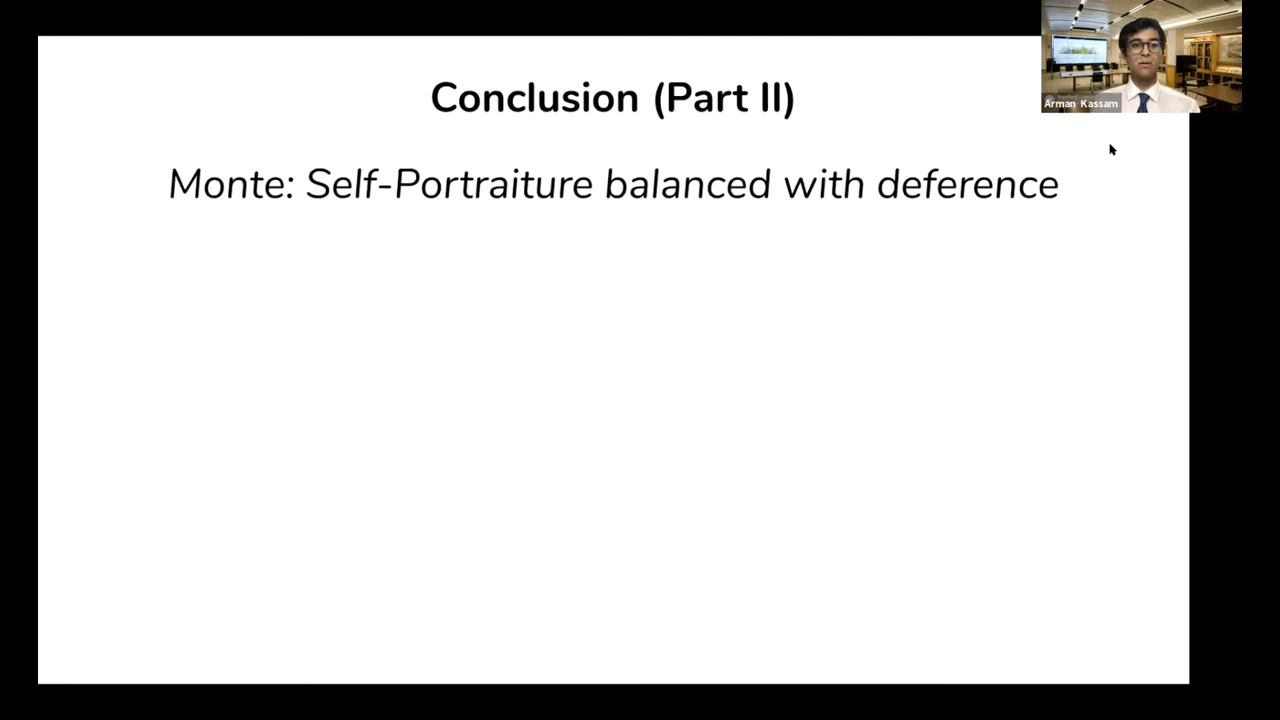 Conclusion (Part II)
Arman Kassam
Monte: Self-Portraiture balanced with deference